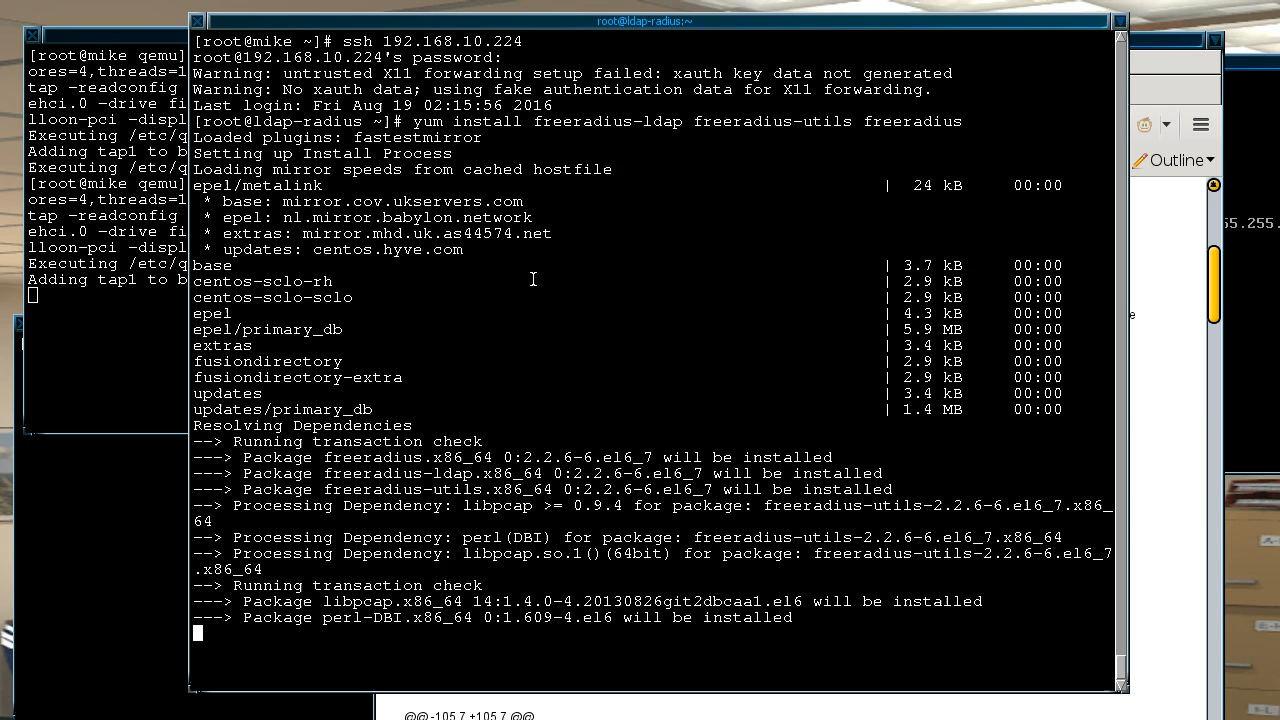 root@ldap-radius:~
[root@mike ~]# ssh 192.168.10.224
root@192.168.10.224's password:
Warning: untrusted X11 forwarding setup failed: xauth key data not generated
Warning: No xauth data; using fake authentication data for X11 forwarding.
Last login: Fri Aug 19 02:15:56 2016
[root@ldap-radius ~]# yum install freeradius-ldap freeradius-utils freeradius
Loaded plugins: fastestmirror
Setting up Install Process
Loading mirror speeds from cached hostfile
epel/metalink | 24 kB 00:00
* base: mirror.cov.ukservers.com
* epel: nl.mirror.babylon.network
* extras: mirror.mhd.uk.as44574.net
* updates: centos.hyve.com
base | 3.7 kB 00:00
centos-sclo-rh | 2.9 kB 00:00
centos-sclo-sclo | 2.9 kB 00:00
epel | 4.3 kB 00:00
epel/primary_db | 5.9 MB 00:00
extras | 3.4 kB 00:00
fusiondirectory | 2.9 kB 00:00
fusiondirectory-extra | 2.9 kB 00:00
updates | 3.4 kB 00:00
updates/primary_db | 1.4 MB 00:00
Resolving Dependencies
--> Running transaction check
---> Package freeradius.x86_64 0:2.2.6-6.el6_7 will be installed
---> Package freeradius-ldap.x86_64 0:2.2.6-6.el6_7 will be installed
---> Package freeradius-utils.x86_64 0:2.2.6-6.el6_7 will be installed
--> Processing Dependency: libpcap >= 0.9.4 for package: freeradius-utils-2.2.6-6.el6_7.x86_
64
--> Processing Dependency: perl(DBI) for package: freeradius-utils-2.2.6-6.el6_7.x86_64
--> Processing Dependency: libpcap.so.1()(64bit) for package: freeradius-utils-2.2.6-6.el6_7
.x86_64
--> Running transaction check
---> Package libpcap.x86_64 14:1.4.0-4.20130826git2dbcaa1.el6 will be installed
---> Package perl-DBI.x86_64 0:1.609-4.el6 will be installed
[root@mike qemu]
ores=4,threads=1
tap -readconfig
ehci.0 -drive fi
lloon-pci -displ
Executing /etc/q
Adding tap1 to b
Executing /etc/q
[root@mike qemu]
ores=4,threads=1
tap -readconfig
ehci.0 -drive fi
lloon-pci -displ
Executing /etc/q
Adding tap1 to b
Outline
55.255.
e
@@ -105,7 +105,7 @@